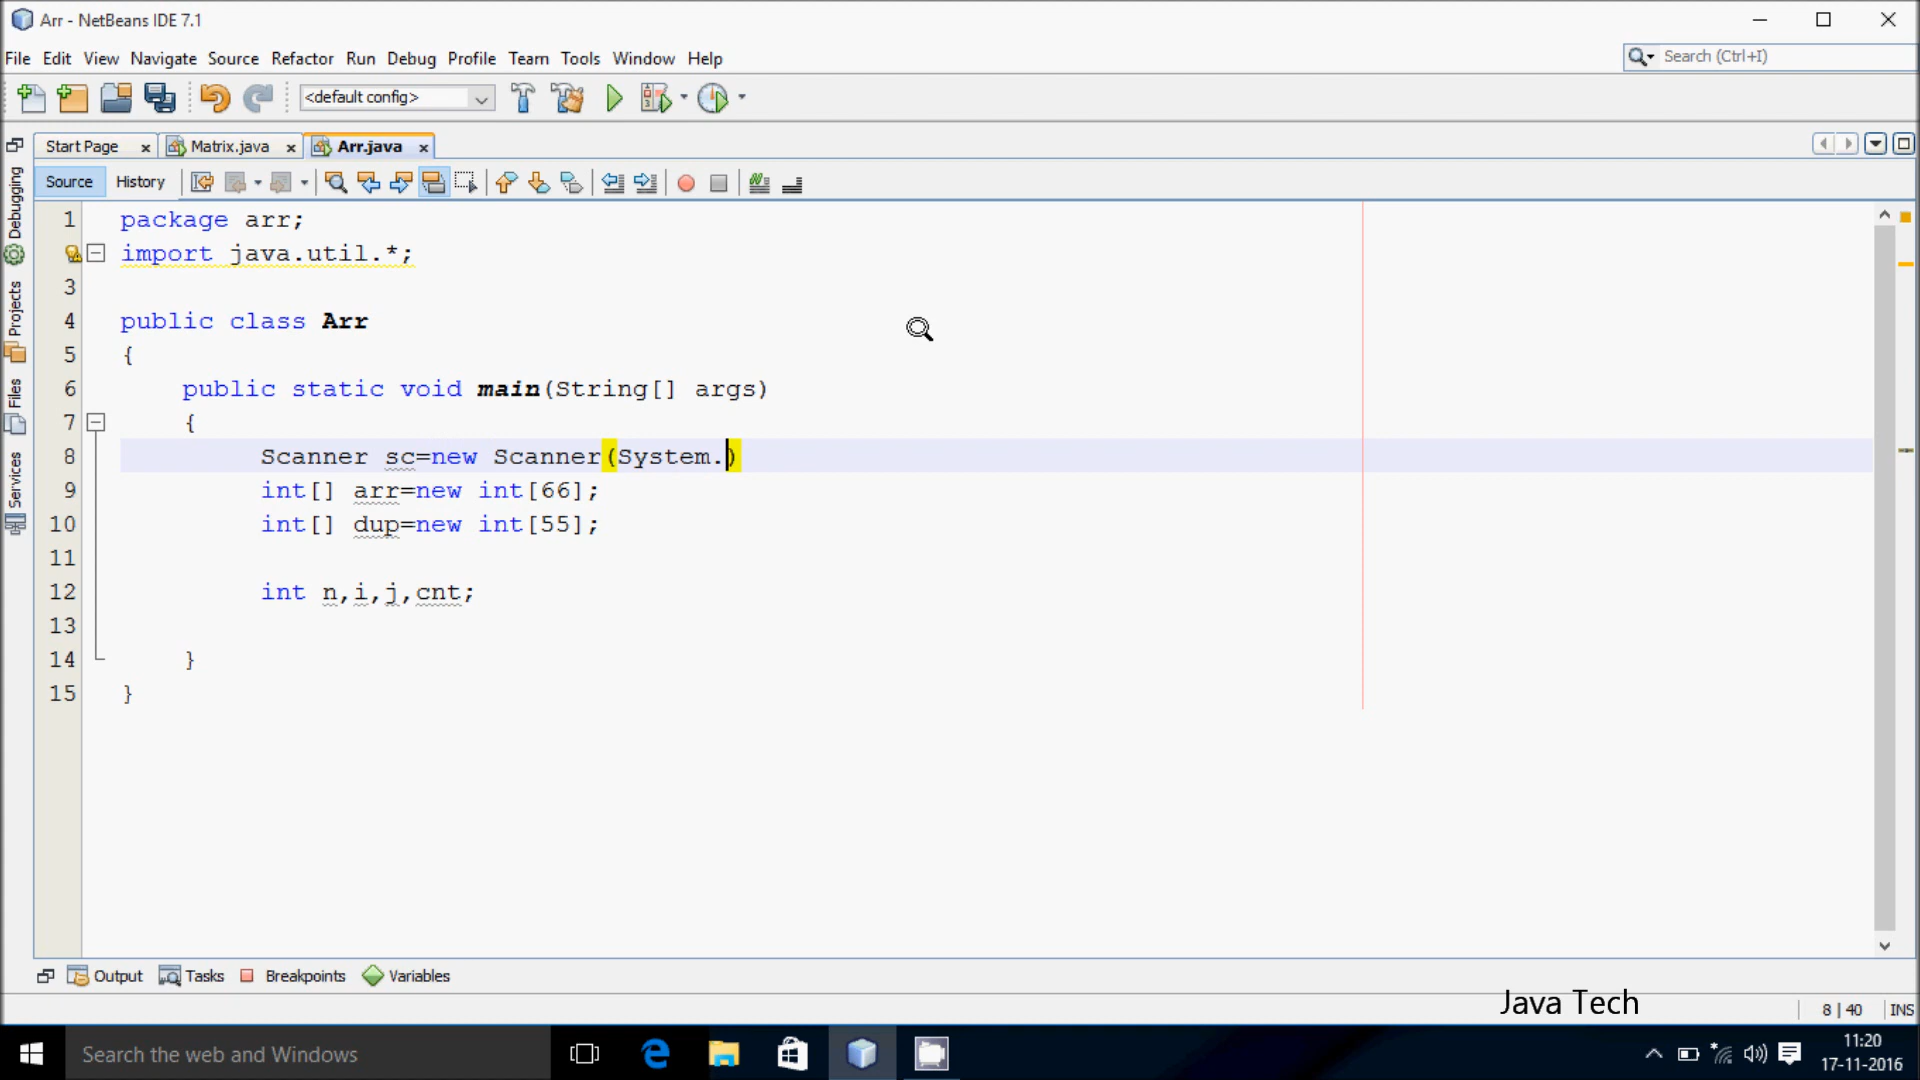 Arr - NetBeans IDE 7.1
File Edit View Navigate Source Refactor Run Debug Profile Team Tools Window Help
Search (Ctrl+I)
<default config>
Start Page
Matrix.java
Arr.java
Source
History
Debugging
Projects
Files
Services
1 package arr;
import java.util.*;
3
4 public class Arr
5 {
6 public static void main(String[] args)
7 {
8 Scanner sc=new Scanner(System.)
9 int[] arr=new int[66];
10 int[] dup=new int[55];
11
12 int n,i,j,cnt;
13
14 }
15 }
Output Tasks Breakpoints Variables
Java Tech
8 | 40 INS
Search the web and Windows
11:20
17-11-2016